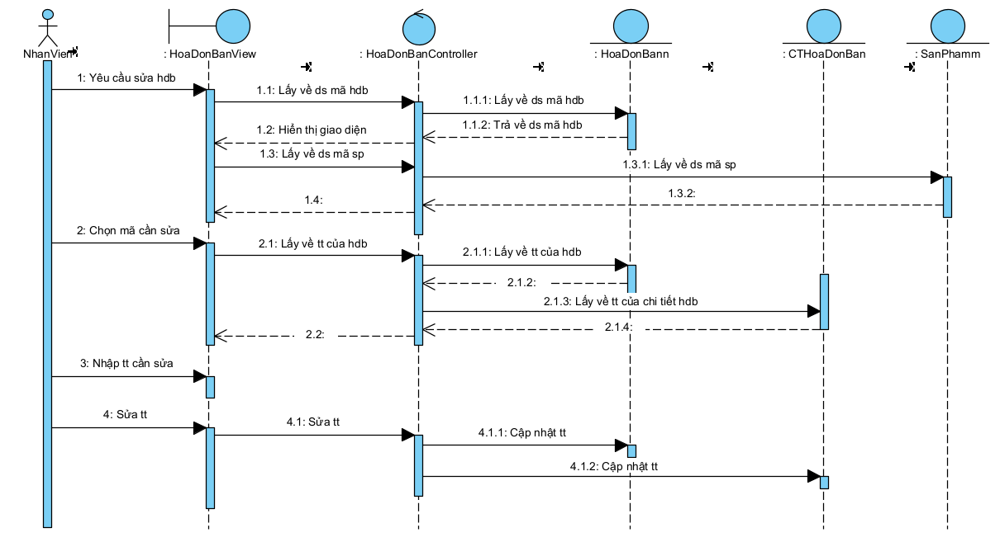 NhanVien
: HoaDonBanView
: HoaDonBanController
: HoaDonBann
: CTHoaDonBan
: SanPhamm
1: Yêu cầu sửa hdb
1.1: Lấy về ds mã hdb
1.1.1: Lấy về ds mã hdb
1.1.2: Trả về ds mã hdb
1.2: Hiển thị giao diện
1.3: Lấy về ds mã sp
1.3.1: Lấy về ds mã sp
1.3.2:
1.4:
2: Chọn mã cần sửa
2.1: Lấy về tt của hdb
2.1.1: Lấy về tt của hdb
2.1.2:
2.1.3: Lấy về tt của chi tiết hdb
2.1.4:
2.2:
3: Nhập tt cần sửa
4: Sửa tt
4.1: Sửa tt
4.1.1: Cập nhật tt
4.1.2: Cập nhật tt